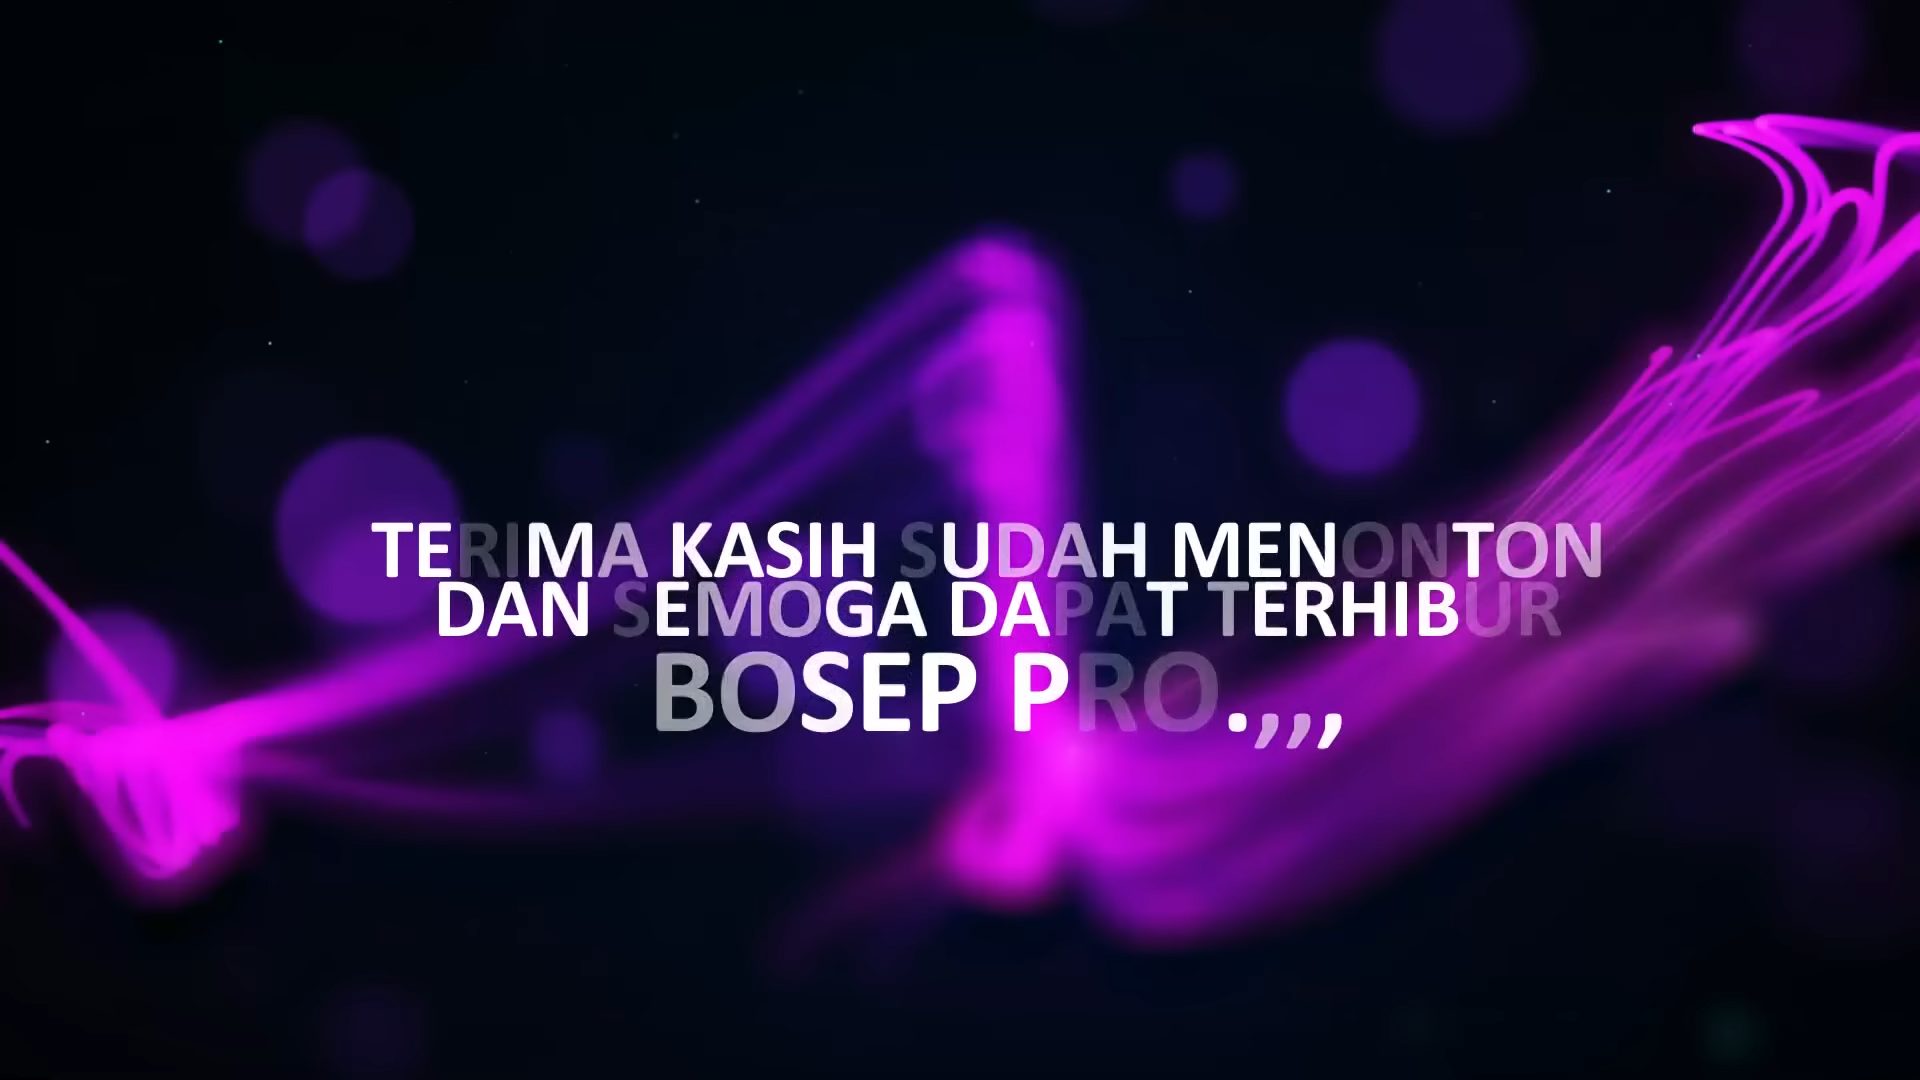 TERIMA KASIH SUDAH MENONTON
DAN SEMOGA DAPAT TERHIBUR
BOSEP PRO.,,,